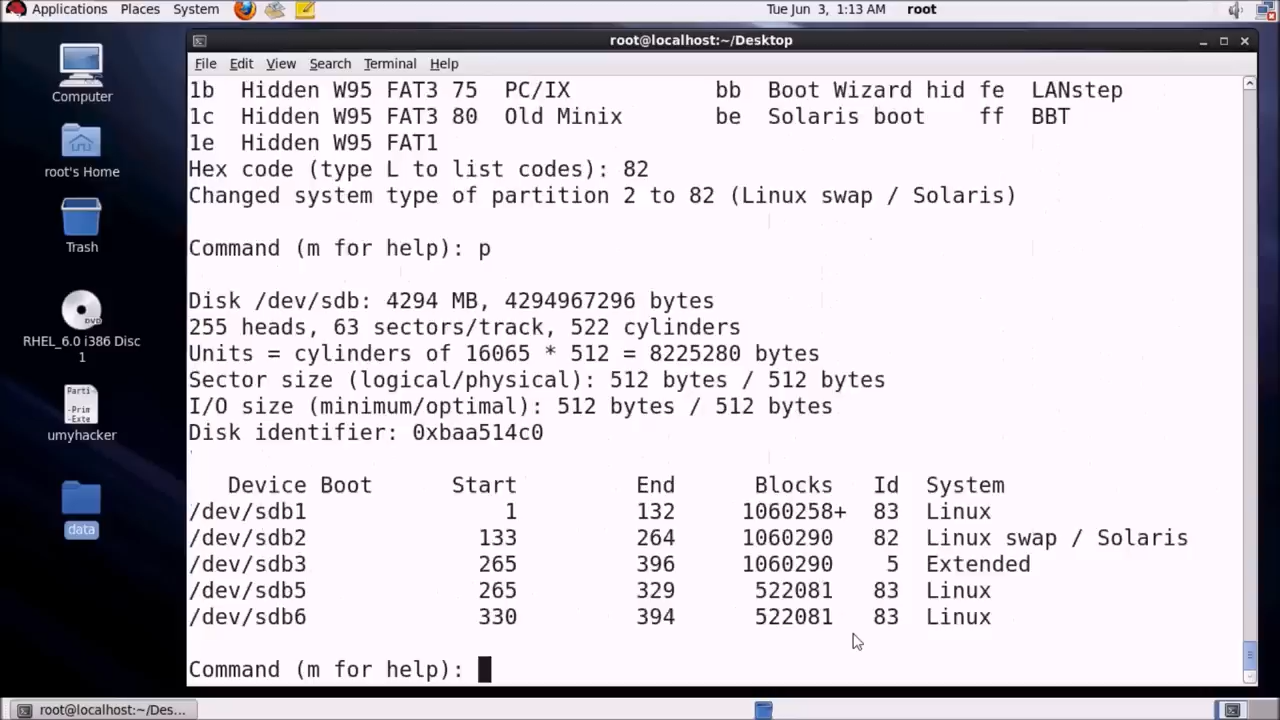 Applications Places System Tue Jun 3, 1:13 AM root
root@localhost:~/Desktop
File Edit View Search Terminal Help
Computer
root's Home
Trash
DVD
RHEL_6.0 i386 Disc
1
Parti
-Prim
-Exte
umyhacker
data
1b Hidden W95 FAT3 75 PC/IX bb Boot Wizard hid fe LANstep
1c Hidden W95 FAT3 80 Old Minix be Solaris boot ff BBT
1e Hidden W95 FAT1
Hex code (type L to list codes): 82
Changed system type of partition 2 to 82 (Linux swap / Solaris)
Command (m for help): p
Disk /dev/sdb: 4294 MB, 4294967296 bytes
255 heads, 63 sectors/track, 522 cylinders
Units = cylinders of 16065 * 512 = 8225280 bytes
Sector size (logical/physical): 512 bytes / 512 bytes
I/O size (minimum/optimal): 512 bytes / 512 bytes
Disk identifier: 0xbaa514c0
Device Boot Start End Blocks Id System
/dev/sdb1 1 132 1060258+ 83 Linux
/dev/sdb2 133 264 1060290 82 Linux swap / Solaris
/dev/sdb3 265 396 1060290 5 Extended
/dev/sdb5 265 329 522081 83 Linux
/dev/sdb6 330 394 522081 83 Linux
Command (m for help):
root@localhost:~/Des...